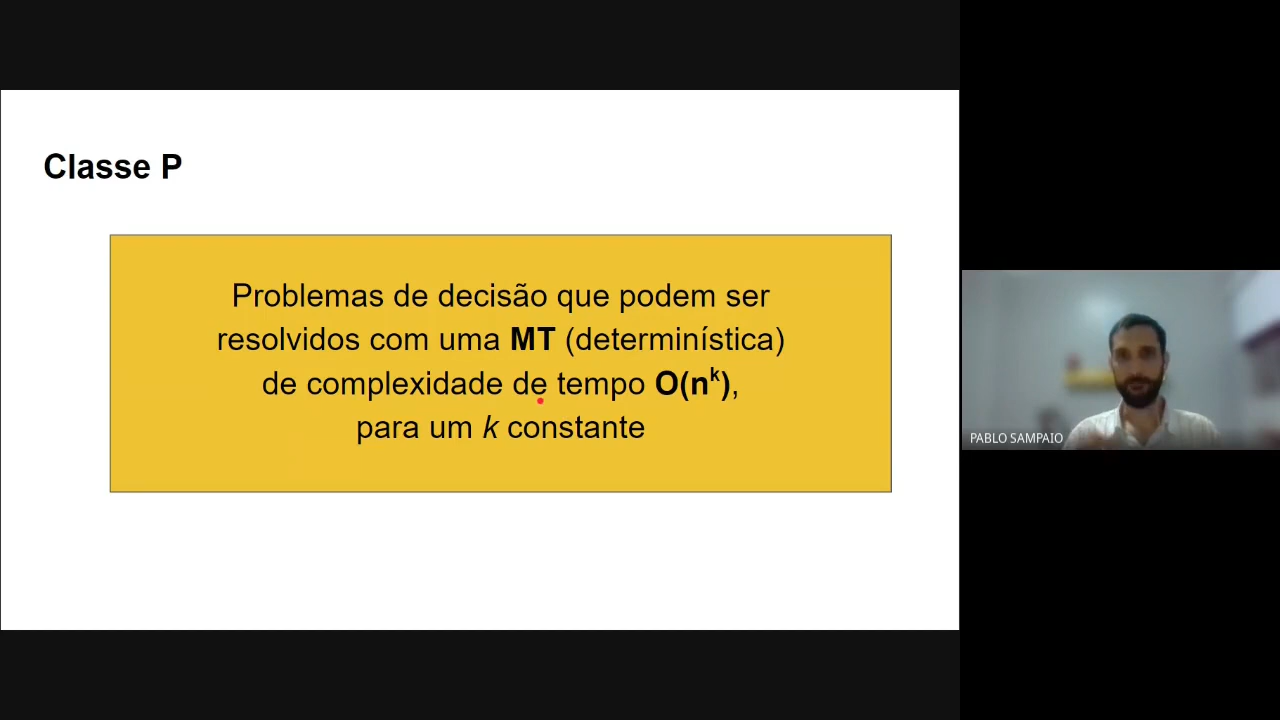 Classe P
Problemas de decisão que podem ser
resolvidos com uma MT (determinística)
de complexidade de tempo O(nᵏ),
para um k constante
PABLO SAMPAIO